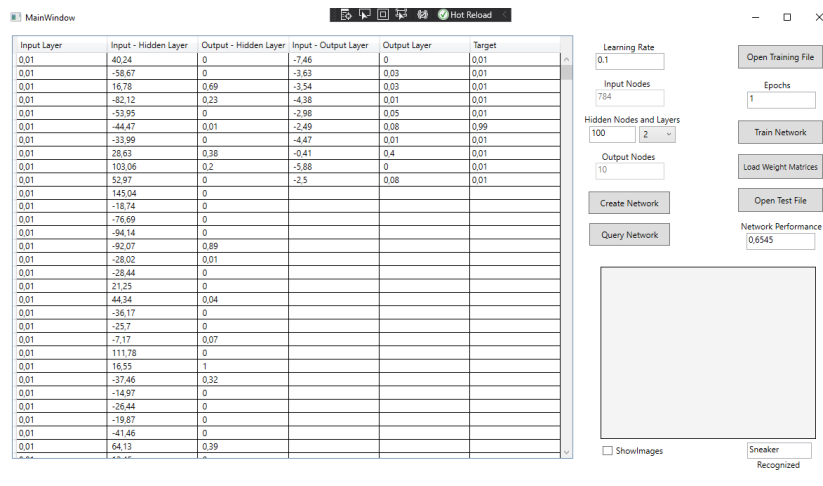 MainWindow
Hot Reload
Input Layer Input - Hidden Layer Output - Hidden Layer Input - Output Layer Output Layer Target
0,01 40,24 0 -7,46 0 0,01
0,01 -58,67 0 -3,63 0,03 0,01
0,01 16,78 0,69 -3,54 0,03 0,01
0,01 -82,12 0,23 -4,38 0,01 0,01
0,01 -53,95 0 -2,98 0,05 0,01
0,01 -44,47 0,01 -2,49 0,08 0,99
0,01 -33,99 0 -4,47 0,01 0,01
0,01 28,63 0,38 -0,41 0,4 0,01
0,01 103,06 0,2 -5,88 0 0,01
0,01 52,97 0 -2,5 0,08 0,01
0,01 145,04 0
0,01 -18,74 0
0,01 -76,69 0
0,01 -94,14 0
0,01 -92,07 0,89
0,01 -28,02 0,01
0,01 -28,44 0
0,01 21,25 0
0,01 44,34 0,04
0,01 -36,17 0
0,01 -25,7 0
0,01 -7,17 0,07
0,01 111,78 0
0,01 16,55 1
0,01 -37,46 0,32
0,01 -14,97 0
0,01 -26,44 0
0,01 -19,87 0
0,01 -41,46 0
0,01 64,13 0,39
Learning Rate
0.1
Input Nodes
784
Hidden Nodes and Layers
100 2
Output Nodes
10
Create Network
Query Network
Open Training File
Epochs
1
Train Network
Load Weight Matrices
Open Test File
Network Performance
0,6545
ShowImages
Sneaker
Recognized